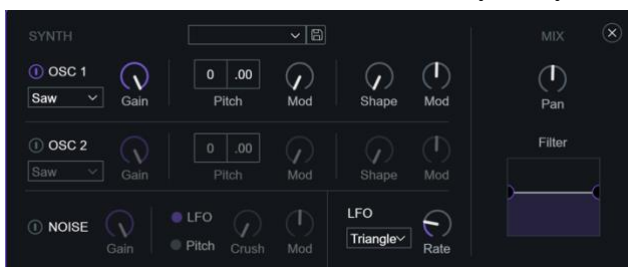 SYNTH
MIX
OSC 1
0 .00
Saw
Gain
Pitch
Mod
Shape
Mod
Pan
OSC 2
0 .00
Saw
Gain
Pitch
Mod
Shape
Mod
Filter
NOISE
Gain
LFO
Pitch
Crush
Mod
LFO
Triangle
Rate